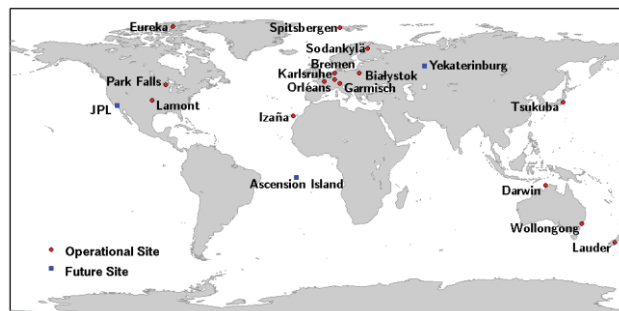 Eureka
Spitsbergen
Sodankylä
Bremen
Yekaterinburg
Karlsruhe
Białystok
Park Falls
Orléans
Garmisch
JPL
Lamont
Tsukuba
Izaña
Ascension Island
Darwin
Wollongong
Lauder
Operational Site
Future Site